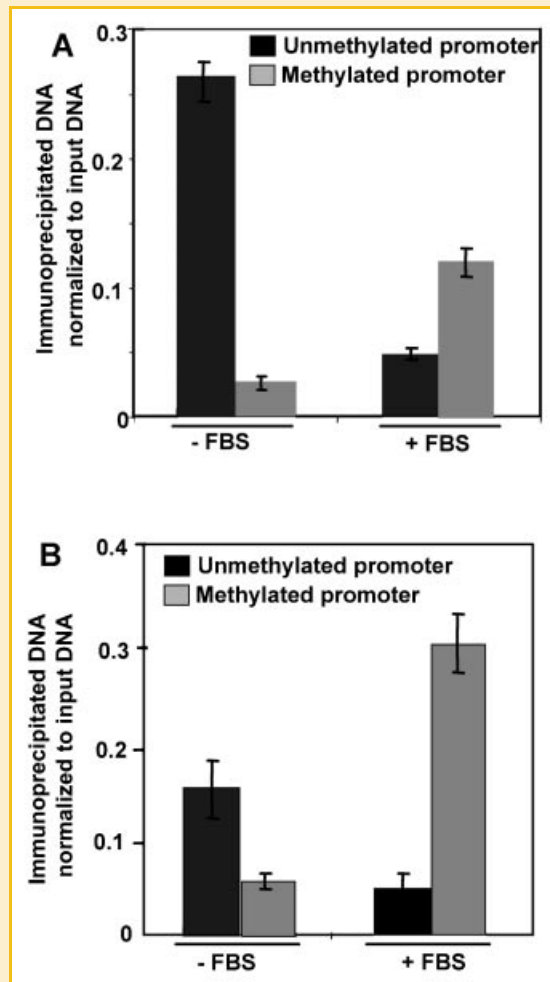 A
0.3
Unmethylated promoter
Methylated promoter
Immunoprecipitated DNA
normalized to input DNA
0.2
0.1
0
- FBS
+ FBS
B
0.4
Unmethylated promoter
Methylated promoter
Immunoprecipitated DNA
normalized to input DNA
0.3
0.2
0.1
0
- FBS
+ FBS